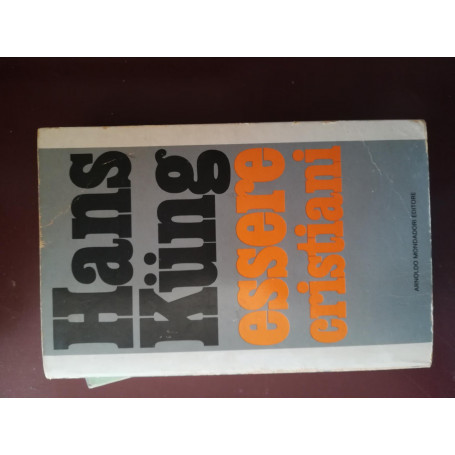 Hans
Küng
essere
cristiani
ARNOLDO MONDADORI EDITORE